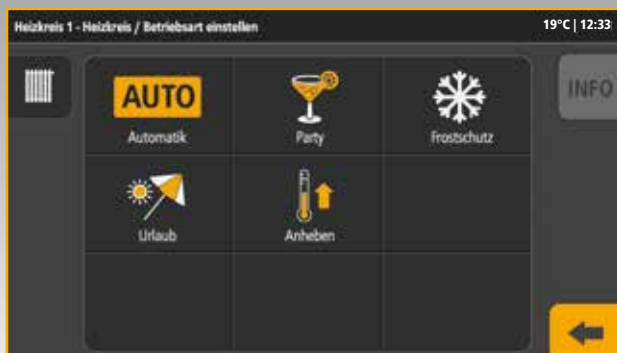 Heizkreis 1 - Heizkreis / Betriebsart einstellen 19°C | 12:33
INFO
AUTO
Automatik Party Frostschutz
Urlaub Anheben